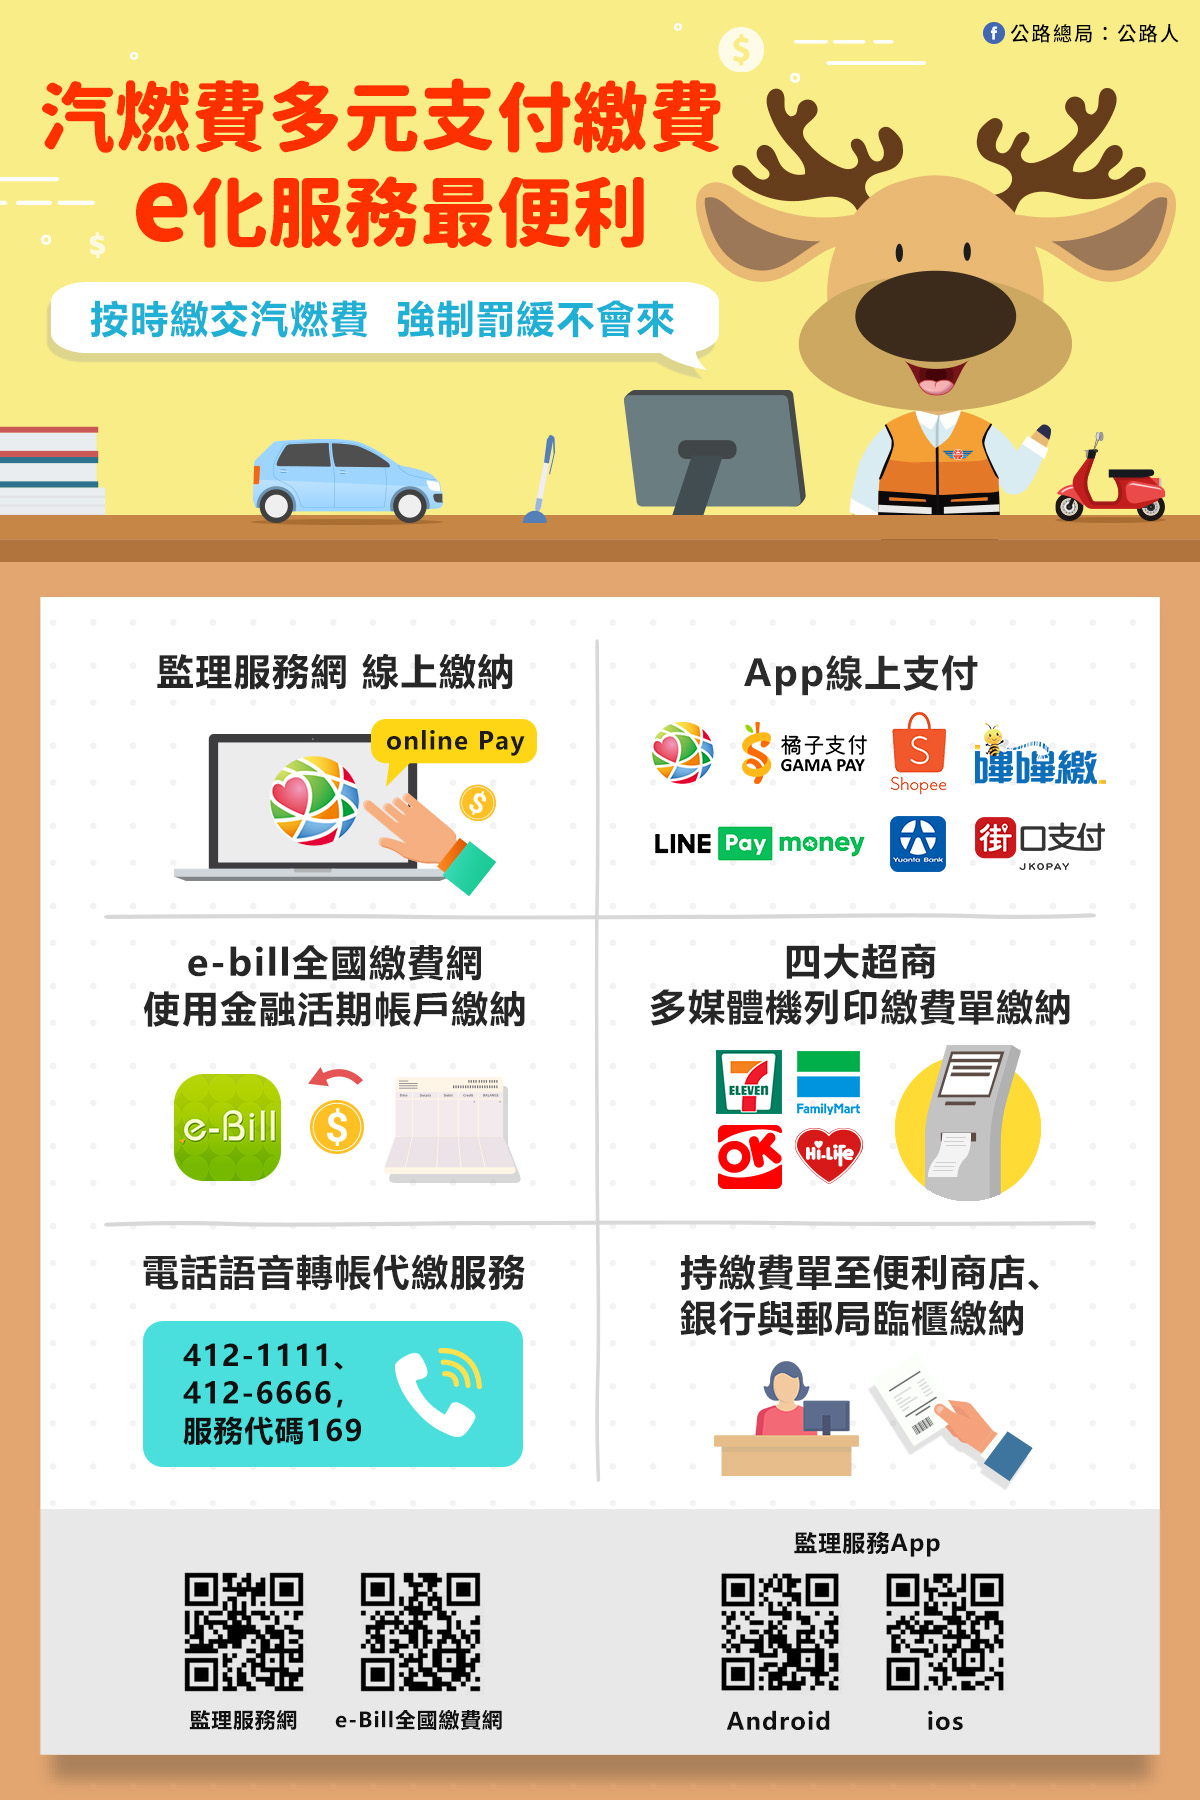 公路總局：公路人
汽燃費多元支付繳費
e化服務最便利
按時繳交汽燃費 強制罰緩不會來
監理服務網 線上繳納
online Pay
App線上支付
橘子支付
GAMA PAY
Shopee
嗶嗶繳
LINE Pay money
Yuanta Bank
街口支付
JKOPAY
e-bill全國繳費網
使用金融活期帳戶繳納
e-Bill
四大超商
多媒體機列印繳費單繳納
7 ELEVEn
FamilyMart
OK
Hi-Life
電話語音轉帳代繳服務
412-1111、
412-6666,
服務代碼169
持繳費單至便利商店、
銀行與郵局臨櫃繳納
監理服務App
監理服務網
e-Bill全國繳費網
Android
ios